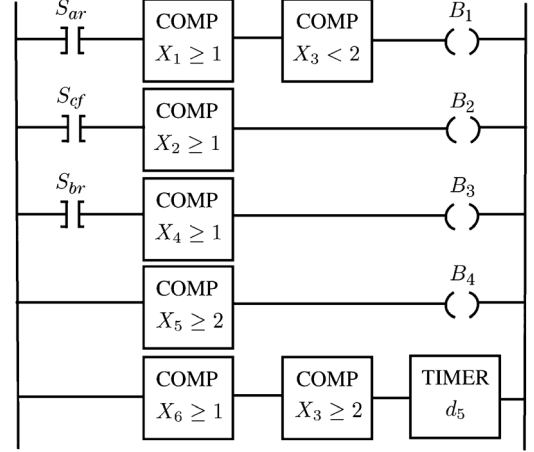 S_ar COMP COMP B_1
X_1 ≥ 1 X_3 < 2
S_cf COMP B_2
X_2 ≥ 1
S_br COMP B_3
X_4 ≥ 1
COMP B_4
X_5 ≥ 2
COMP COMP TIMER
X_6 ≥ 1 X_3 ≥ 2 d_5